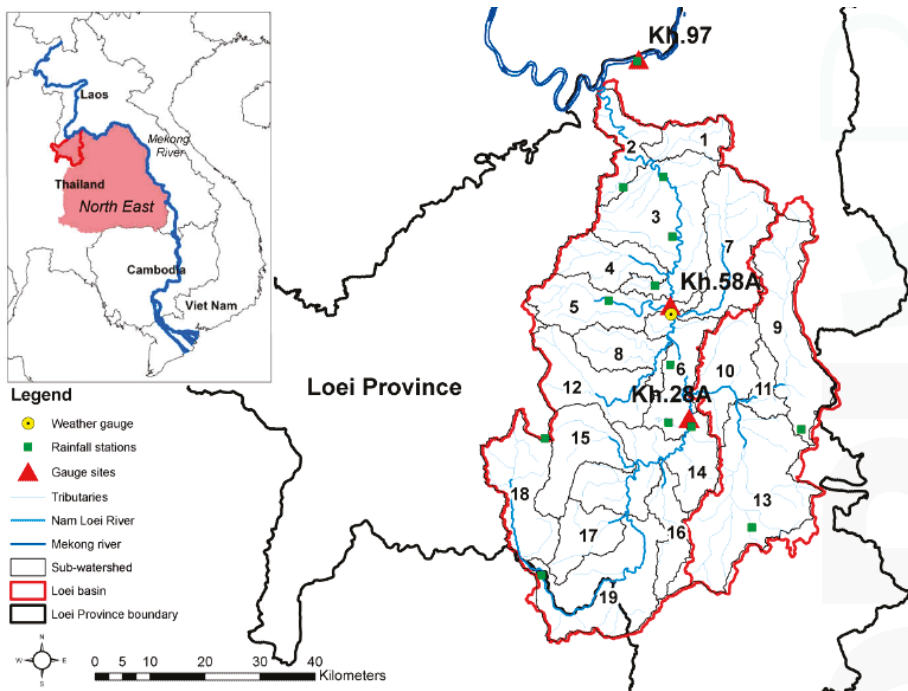 Laos
Mekong
River
Thailand
North East
Cambodia
Viet Nam
Kh.97
1
2
3
7
4
Kh.58A
5
9
8
6
10
11
12
Kh.28A
Loei Province
15
14
18
13
17
16
19
Legend
Weather gauge
Rainfall stations
Gauge sites
Tributaries
Nam Loei River
Mekong river
Sub-watershed
Loei basin
Loei Province boundary
N
W E
S
0 5 10 20 30 40
Kilometers